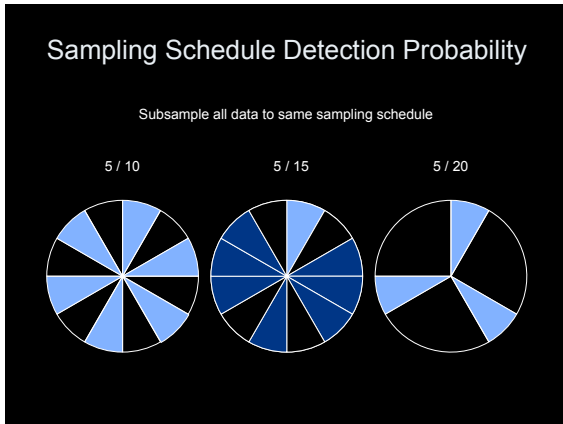 Sampling Schedule Detection Probability
Subsample all data to same sampling schedule
5 / 10
5 / 15
5 / 20